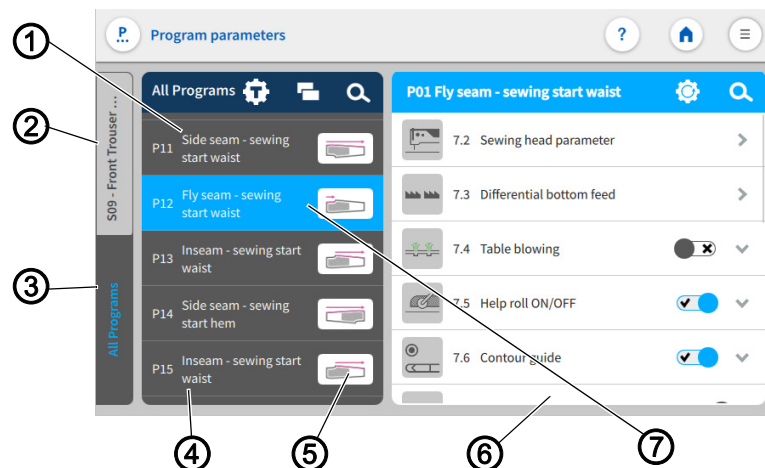 P...
Program parameters
?
1
2
3
S09 - Front Trouser ...
All Programs
All Programs
T
P11 Side seam - sewing
start waist
P12 Fly seam - sewing
start waist
P13 Inseam - sewing start
waist
P14 Side seam - sewing
start hem
P15 Inseam - sewing start
waist
P01 Fly seam - sewing start waist
7.2 Sewing head parameter
7.3 Differential bottom feed
7.4 Table blowing
7.5 Help roll ON/OFF
7.6 Contour guide
4
5
6
7